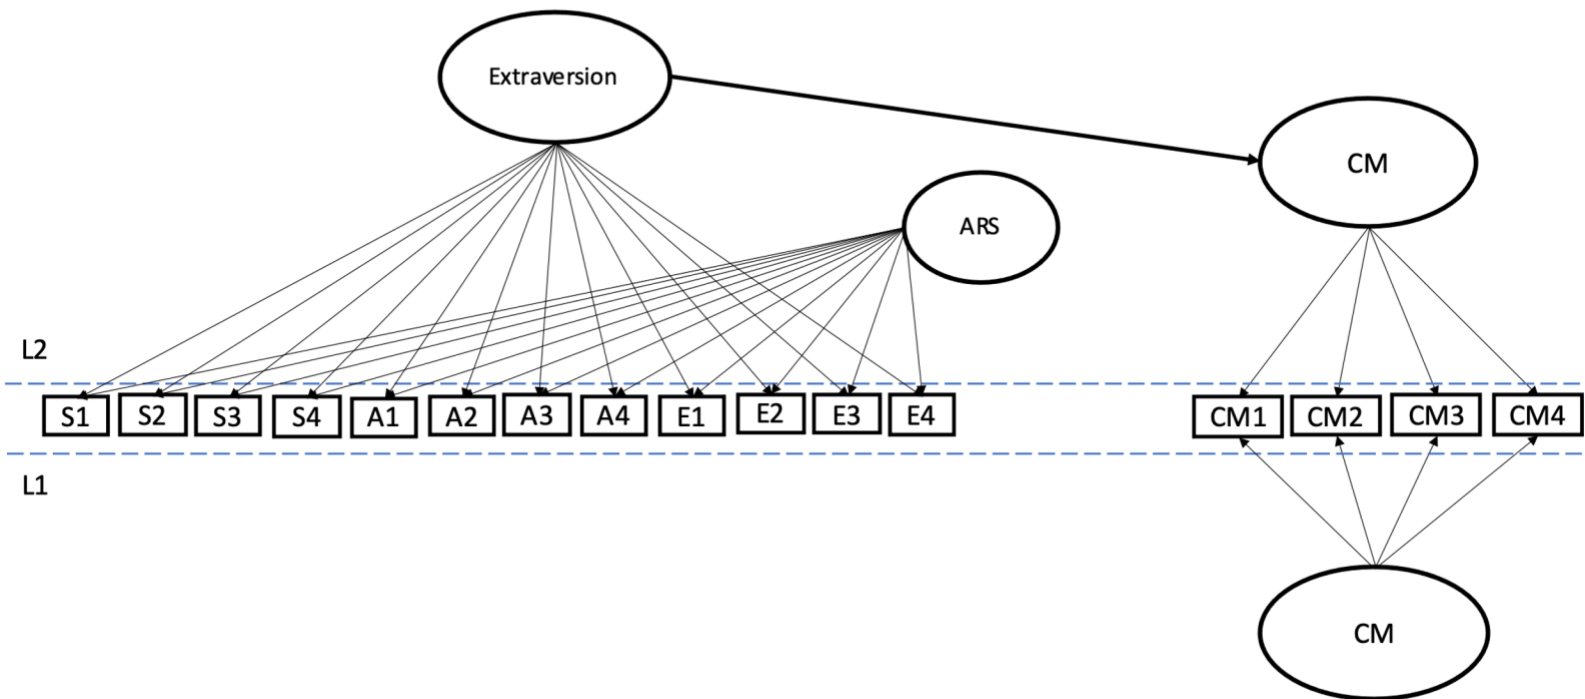 Extraversion
CM
ARS
L2
S1 S2 S3 S4 A1 A2 A3 A4 E1 E2 E3 E4 CM1 CM2 CM3 CM4
L1
CM